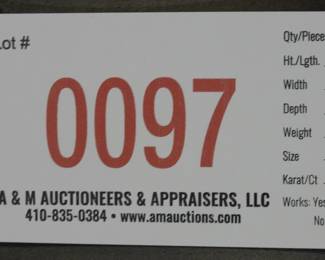 Lot #
0097
A & M AUCTIONEERS & APPRAISERS, LLC
410-835-0384 • www.amauctions.com
Qty/Piece
Ht./Lgth.
Width
Depth
Weight
Size
Karat/Ct
Works: Yes
No